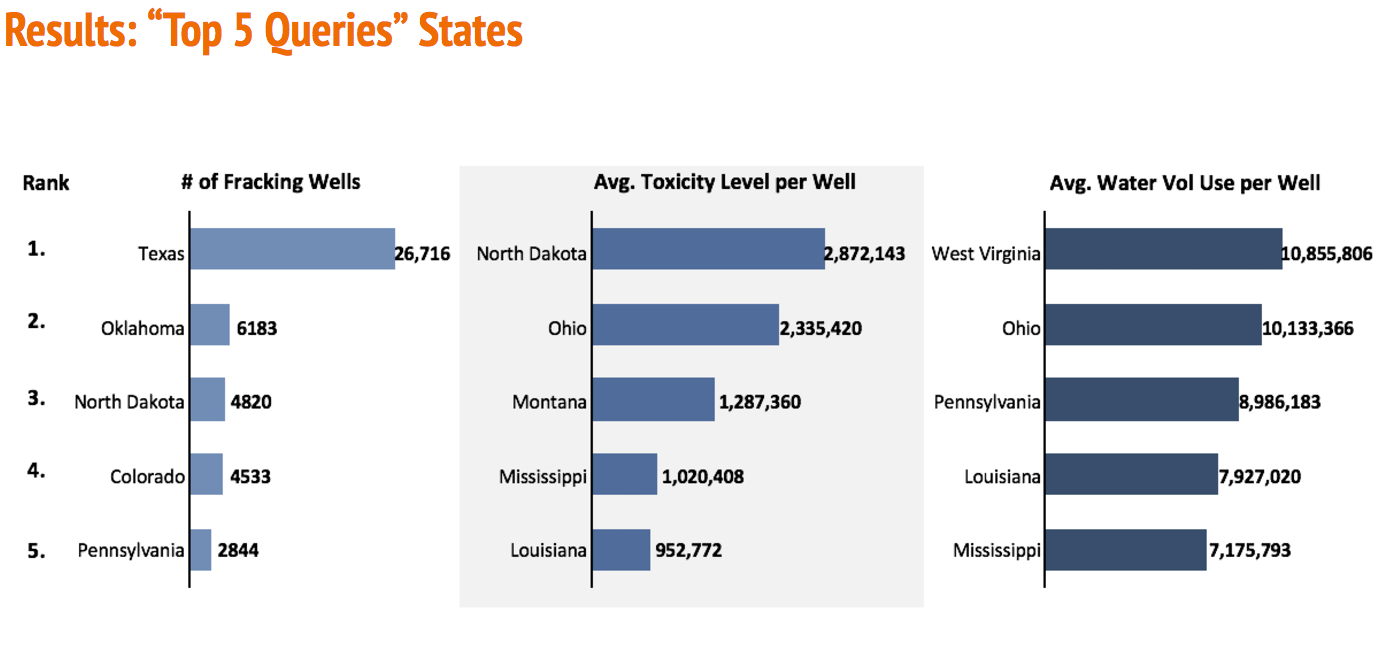 Results: “Top 5 Queries” States
Rank # of Fracking Wells Avg. Toxicity Level per Well Avg. Water Vol Use per Well
1. Texas 26,716 North Dakota 2,872,143 West Virginia 10,855,806
2. Oklahoma 6183 Ohio 2,335,420 Ohio 10,133,366
3. North Dakota 4820 Montana 1,287,360 Pennsylvania 8,986,183
4. Colorado 4533 Mississippi 1,020,408 Louisiana 7,927,020
5. Pennsylvania 2844 Louisiana 952,772 Mississippi 7,175,793